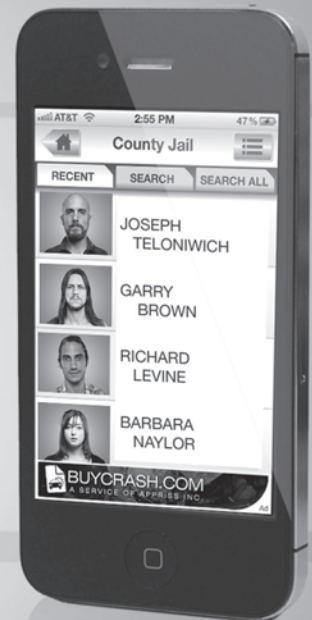 AT&T 2:55 PM 47%
County Jail
RECENT SEARCH SEARCH ALL
JOSEPH
TELONIWICH
GARRY
BROWN
RICHARD
LEVINE
BARBARA
NAYLOR
BUYCRASH.COM
A SERVICE OF APPRISS INC.
Ad